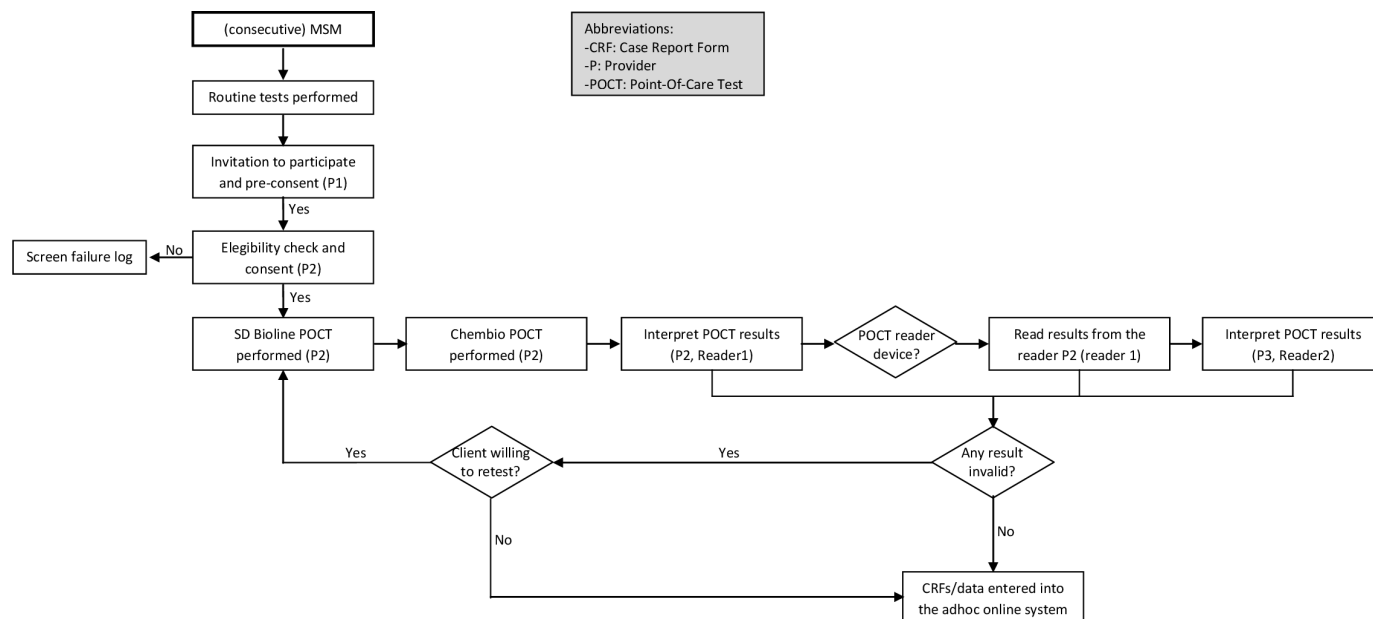 (consecutive) MSM
Abbreviations:
-CRF: Case Report Form
-P: Provider
-POCT: Point-Of-Care Test
Routine tests performed
Invitation to participate
and pre-consent (P1)
Yes
Screen failure log
No
Elegibility check and
consent (P2)
Yes
SD Bioline POCT
performed (P2)
Chembio POCT
performed (P2)
Interpret POCT results
(P2, Reader1)
POCT reader
device?
Read results from the
reader P2 (reader 1)
Interpret POCT results
(P3, Reader2)
Yes
Client willing
to retest?
Yes
Any result
invalid?
No
No
CRFs/data entered into
the adhoc online system